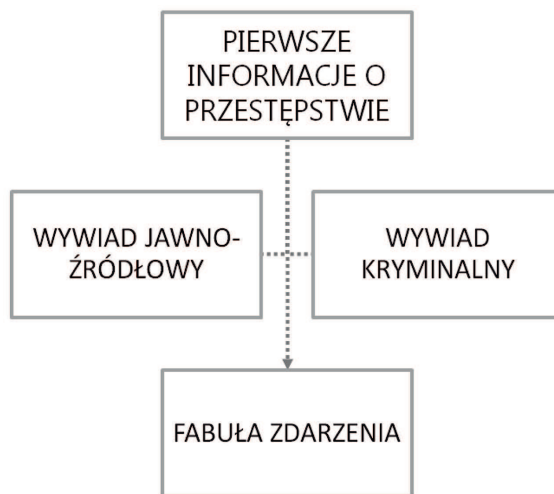 PIERWSZE
INFORMACJE O
PRZESTĘPSTWIE
WYWIAD JAWNO-
ŹRÓDŁOWY
WYWIAD
KRYMINALNY
FABUŁA ZDARZENIA